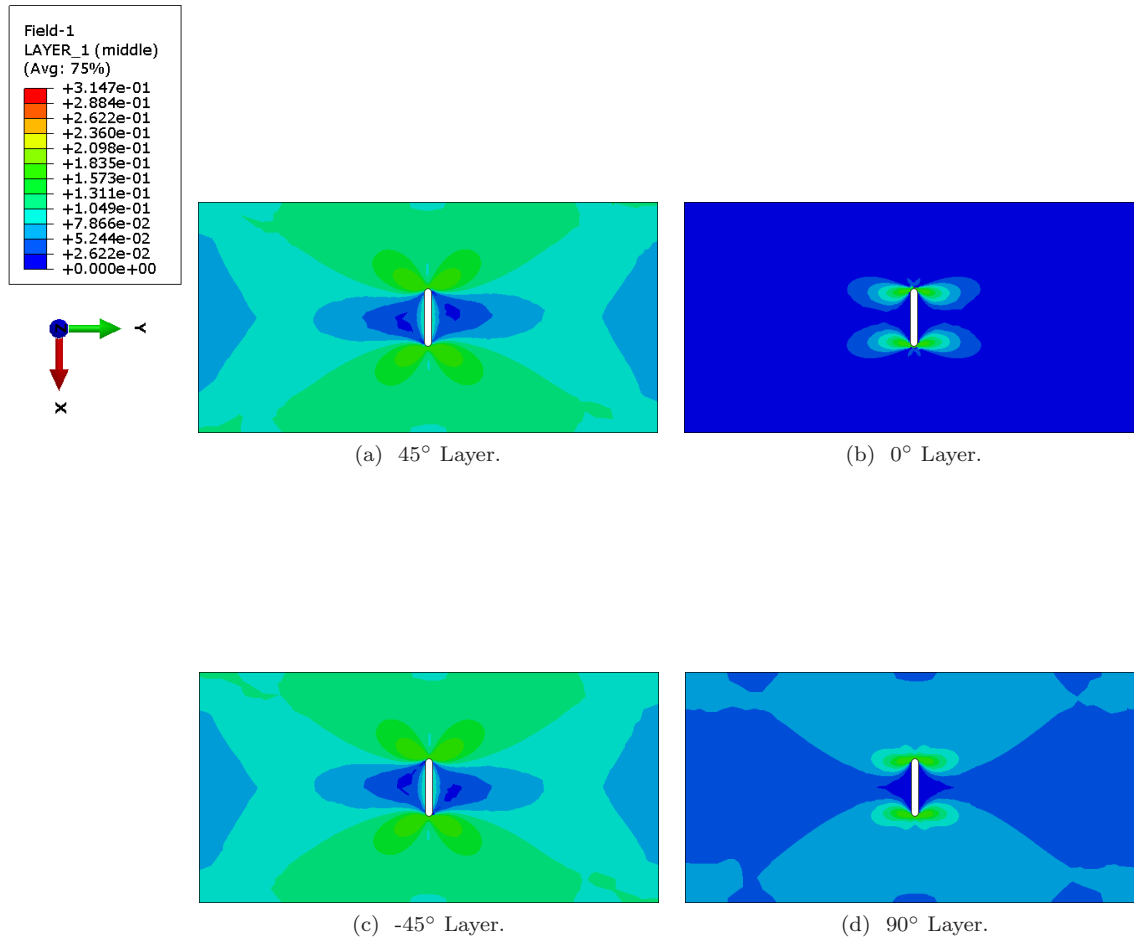 Field-1
LAYER_1 (middle)
(Avg: 75%)
+3.147e-01
+2.884e-01
+2.622e-01
+2.360e-01
+2.098e-01
+1.835e-01
+1.573e-01
+1.311e-01
+1.049e-01
+7.866e-02
+5.244e-02
+2.622e-02
+0.000e+00
Z
Y
X
(a) 45° Layer.
(b) 0° Layer.
(c) -45° Layer.
(d) 90° Layer.